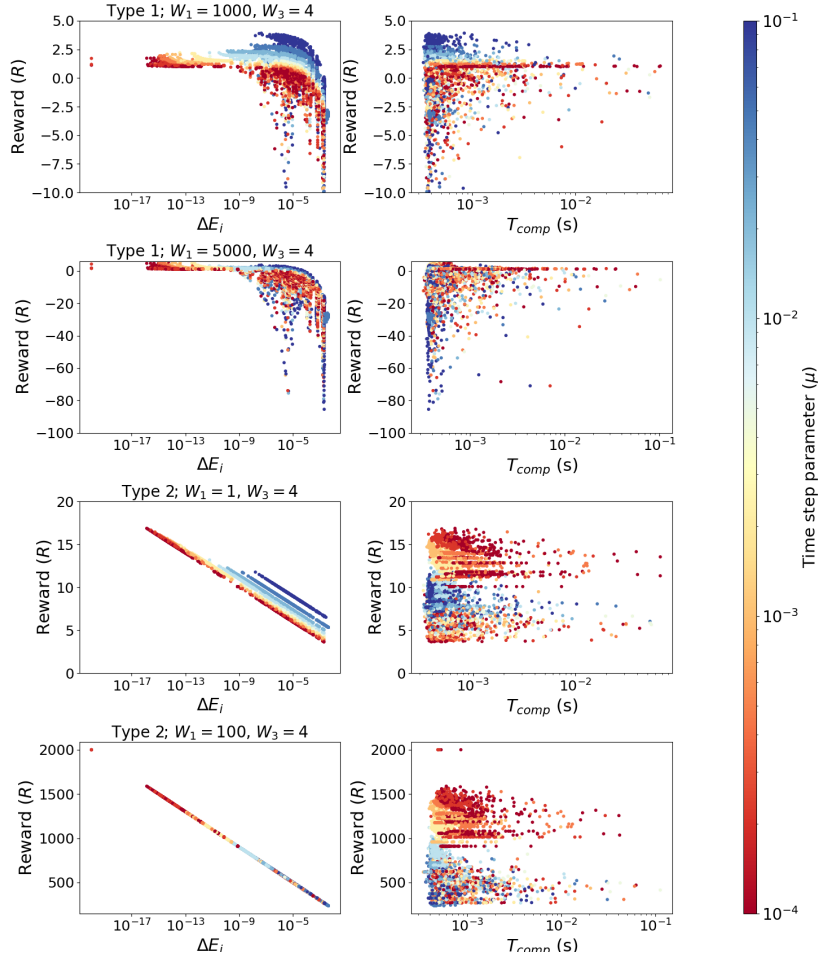 Type 1; W₁ = 1000, W₃ = 4
5.0
2.5
0.0
−2.5
−5.0
−7.5
−10.0
Reward (R)
10⁻¹⁷ 10⁻¹³ 10⁻⁹ 10⁻⁵
ΔEᵢ
5.0
2.5
0.0
−2.5
−5.0
−7.5
−10.0
Reward (R)
10⁻³ 10⁻²
T_comp (s)
Type 1; W₁ = 5000, W₃ = 4
0
−20
−40
−60
−80
−100
Reward (R)
10⁻¹⁷ 10⁻¹³ 10⁻⁹ 10⁻⁵
ΔEᵢ
0
−20
−40
−60
−80
−100
Reward (R)
10⁻³ 10⁻² 10⁻¹
T_comp (s)
Type 2; W₁ = 1, W₃ = 4
20
15
10
5
0
Reward (R)
10⁻¹⁷ 10⁻¹³ 10⁻⁹ 10⁻⁵
ΔEᵢ
20
15
10
5
0
Reward (R)
10⁻³ 10⁻²
T_comp (s)
Type 2; W₁ = 100, W₃ = 4
2000
1500
1000
500
Reward (R)
10⁻¹⁷ 10⁻¹³ 10⁻⁹ 10⁻⁵
ΔEᵢ
2000
1500
1000
500
Reward (R)
10⁻³ 10⁻² 10⁻¹
T_comp (s)
10⁻¹
10⁻²
10⁻³
10⁻⁴
Time step parameter (μ)